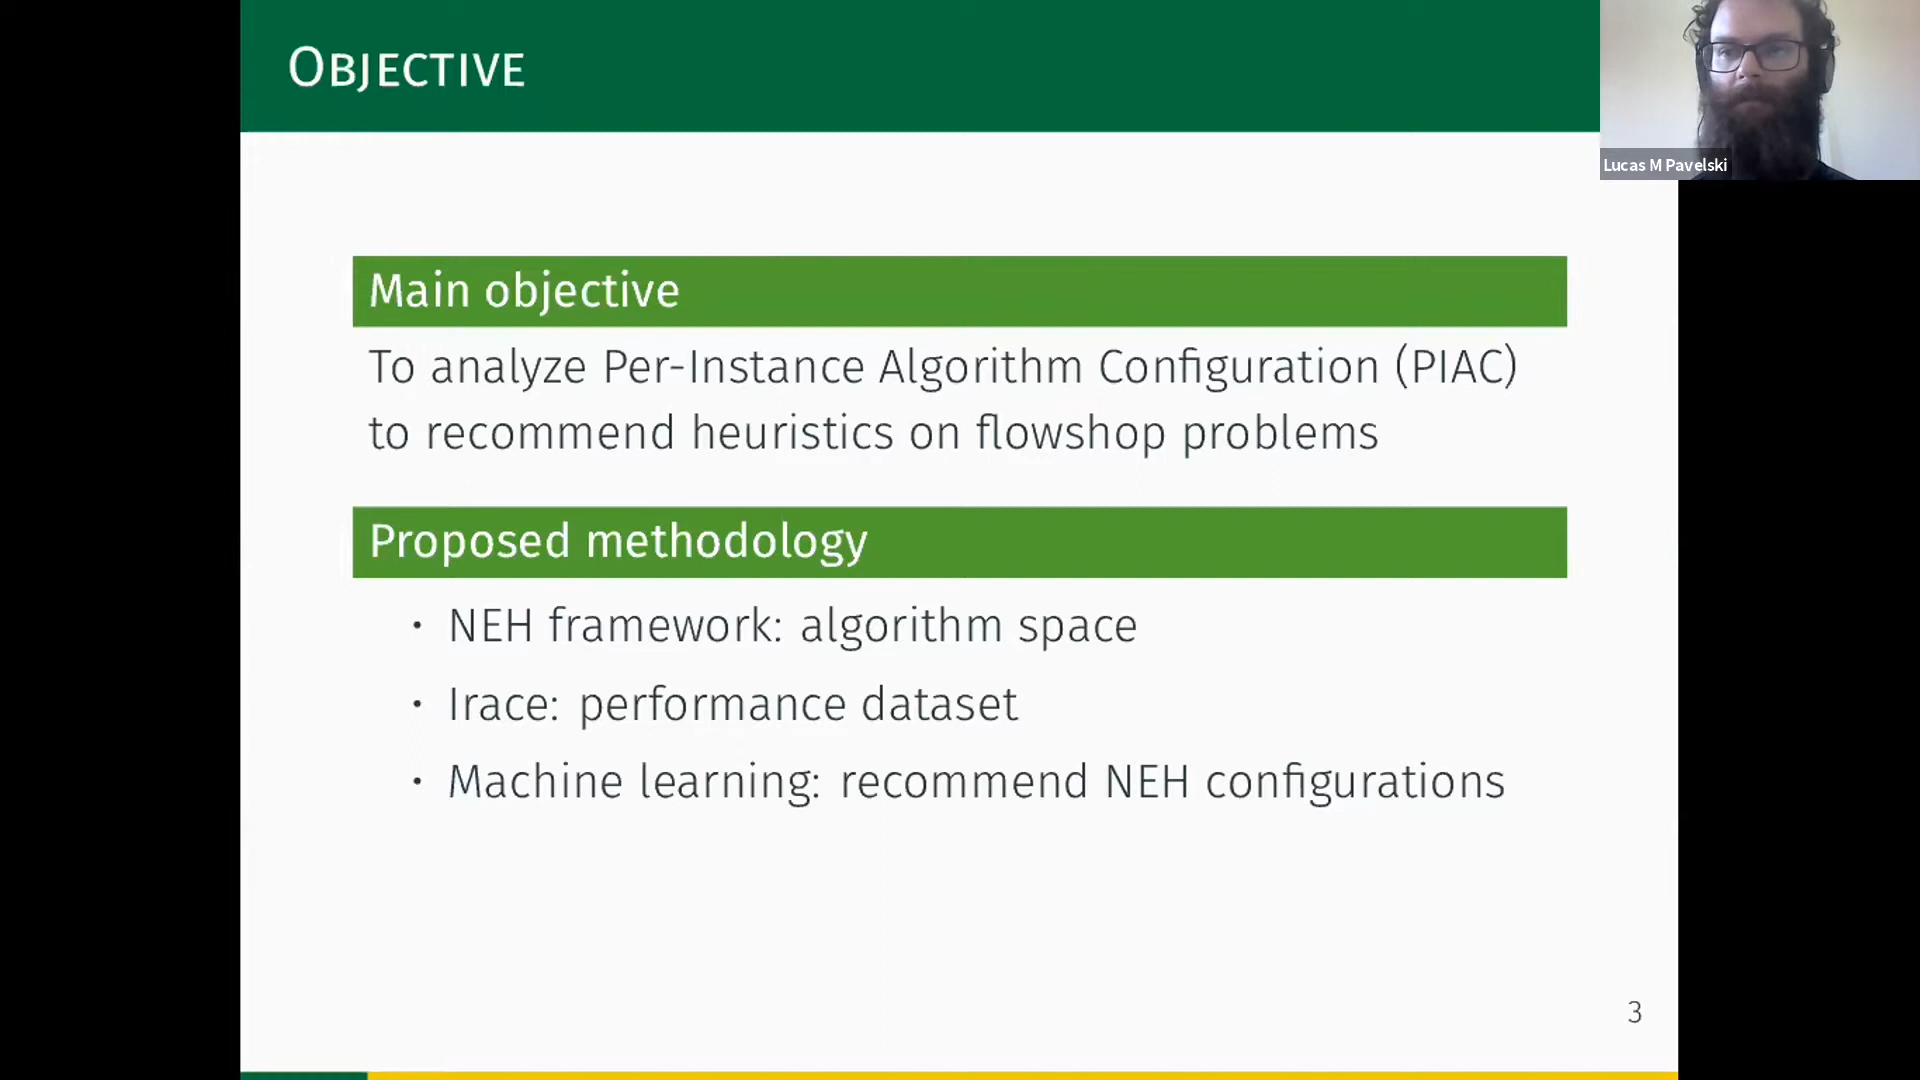 OBJECTIVE
Lucas M Pavelski
Main objective
To analyze Per-Instance Algorithm Configuration (PIAC)
to recommend heuristics on flowshop problems
Proposed methodology
• NEH framework: algorithm space
• Irace: performance dataset
• Machine learning: recommend NEH configurations
3